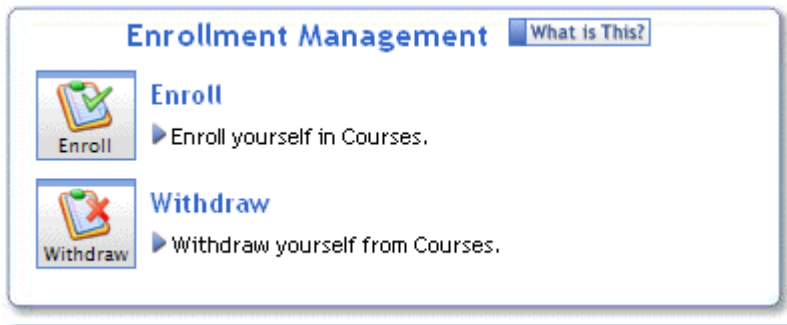 Enrollment Management What is This?
Enroll
Enroll
Enroll yourself in Courses.
Withdraw
Withdraw
Withdraw yourself from Courses.